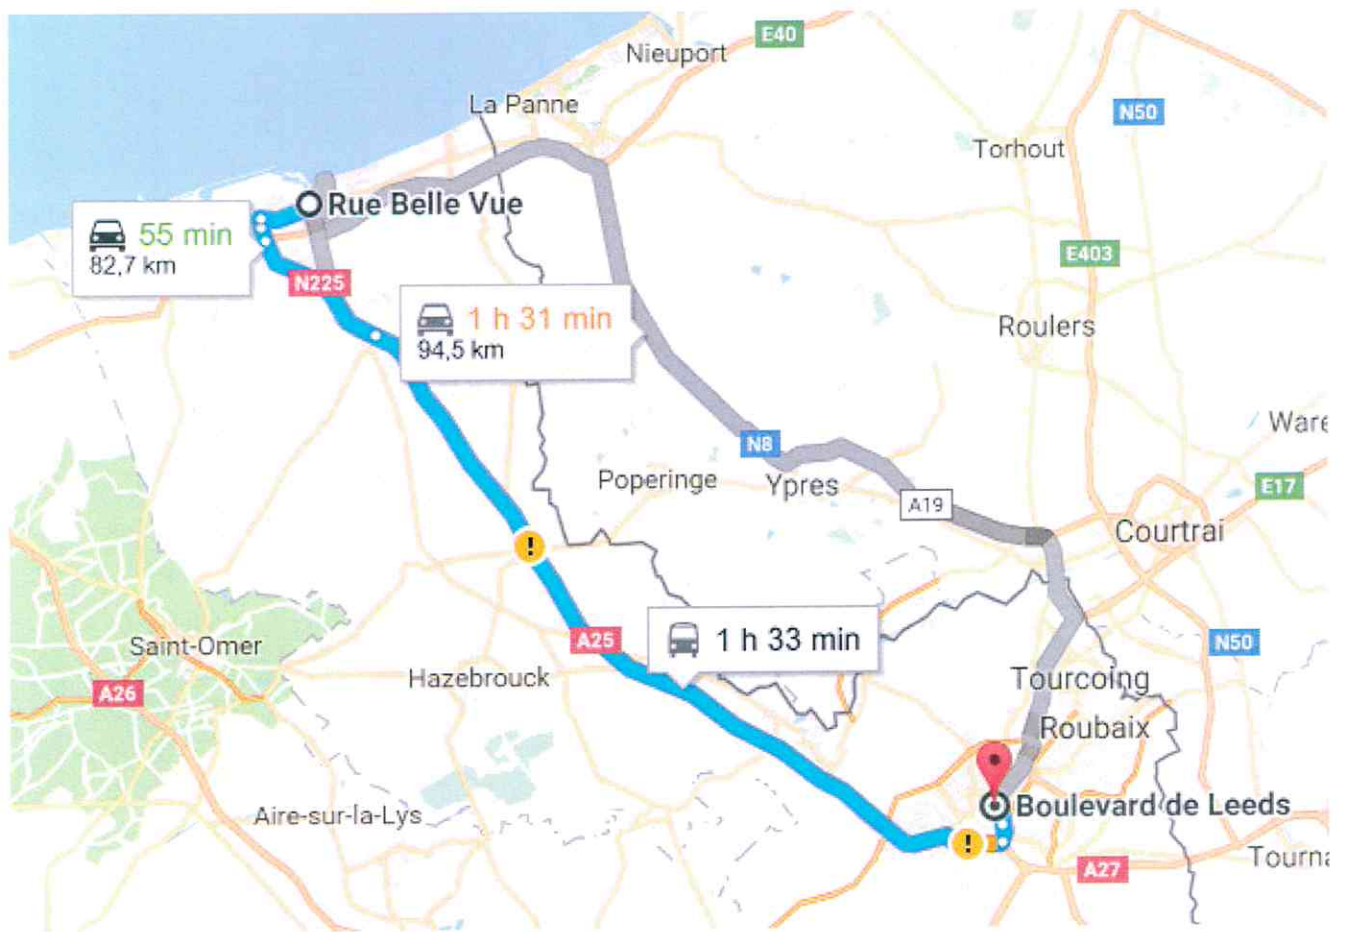 E40
Nieuport
La Panne
N50
Torhout
Rue Belle Vue
55 min
82,7 km
E403
N225
1 h 31 min
94,5 km
Roulers
N8
Poperinge
Ypres
A19
E17
Courtrai
A25
1 h 33 min
N50
Saint-Omer
Hazebrouck
A26
Tourcoing
Roubaix
Boulevard de Leeds
Aire-sur-la-Lys
A27